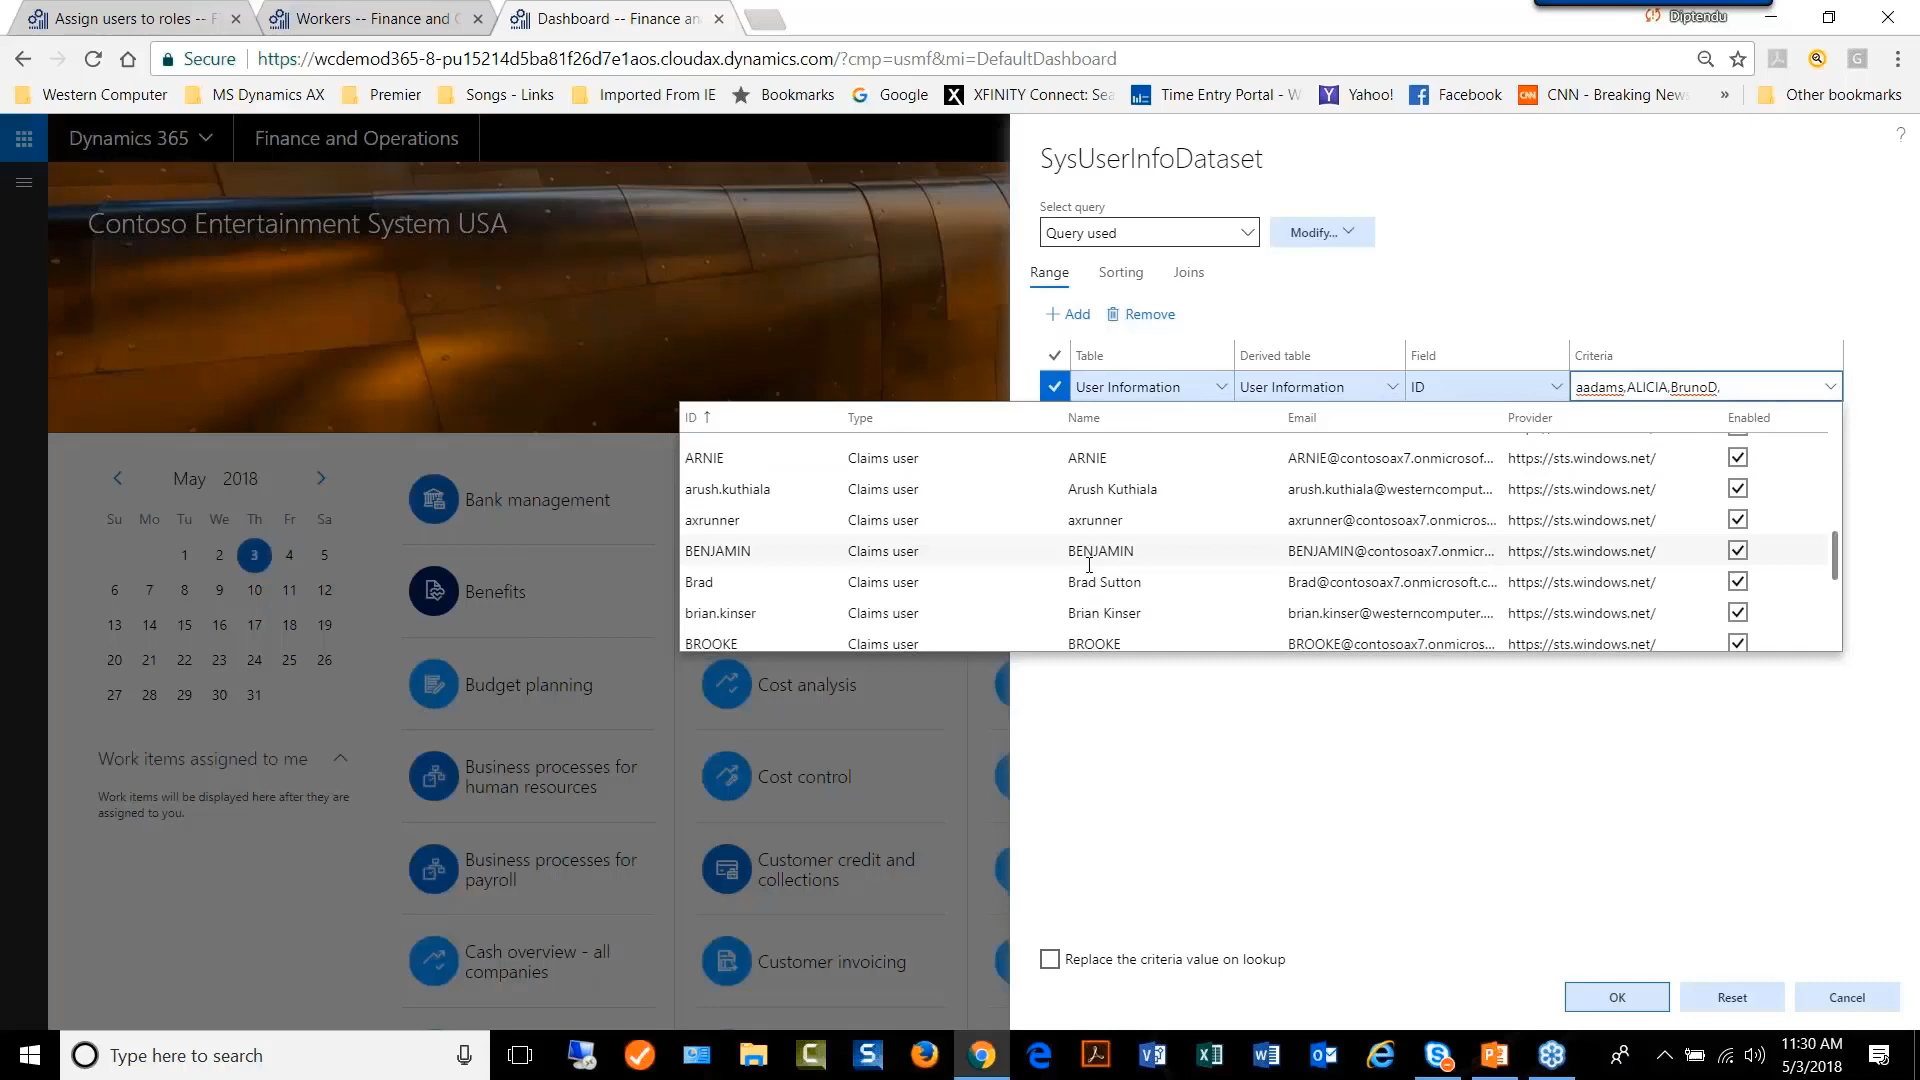 Assign users to roles -- F
Workers -- Finance and O
Dashboard -- Finance an
Diptendu
Secure
https://wcdemod365-8-pu15214d5ba81f26d7e1aos.cloudax.dynamics.com/?cmp=usmf&mi=DefaultDashboard
Western Computer
MS Dynamics AX
Premier
Songs - Links
Imported From IE
Bookmarks
Google
XFINITY Connect: Sea
Time Entry Portal - W
Yahoo!
Facebook
CNN - Breaking News
»
Other bookmarks
Dynamics 365
Finance and Operations
Contoso Entertainment System USA
May 2018
Su Mo Tu We Th Fr Sa
1 2 3 4 5
6 7 8 9 10 11 12
13 14 15 16 17 18 19
20 21 22 23 24 25 26
27 28 29 30 31
Work items assigned to me
Work items will be displayed here after they are
assigned to you.
Bank management
Benefits
Budget planning
Business processes for
human resources
Business processes for
payroll
Cash overview - all
companies
Cost analysis
Cost control
Customer credit and
collections
Customer invoicing
?
SysUserInfoDataset
Select query
Query used
Modify...
Range Sorting Joins
+ Add Remove
Table Derived table Field Criteria
User Information User Information ID aadams,ALICIA,BrunoD,
ID ↑ Type Name Email Provider Enabled
ARNIE Claims user ARNIE ARNIE@contosoax7.onmicrosof... https://sts.windows.net/
arush.kuthiala Claims user Arush Kuthiala arush.kuthiala@westerncomput... https://sts.windows.net/
axrunner Claims user axrunner axrunner@contosoax7.onmicros... https://sts.windows.net/
BENJAMIN Claims user BENJAMIN BENJAMIN@contosoax7.onmicr... https://sts.windows.net/
Brad Claims user Brad Sutton Brad@contosoax7.onmicrosoft.c... https://sts.windows.net/
brian.kinser Claims user Brian Kinser brian.kinser@westerncomputer.... https://sts.windows.net/
BROOKE Claims user BROOKE BROOKE@contosoax7.onmicros... https://sts.windows.net/
Replace the criteria value on lookup
OK Reset Cancel
Type here to search
11:30 AM
5/3/2018